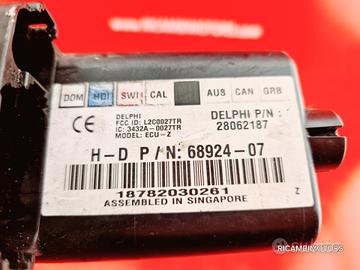 DOM HDI SWI CAL AUS CAN GRB
DELPHI
FCC ID: L2C0027TR
IC: 3432A-0027TR
MODEL: ECU-Z
DELPHI P/N:
28062187
H-D P/N: 68924-07
18782030261
ASSEMBLED IN SINGAPORE
Z
RICAMBIMOTO.ES